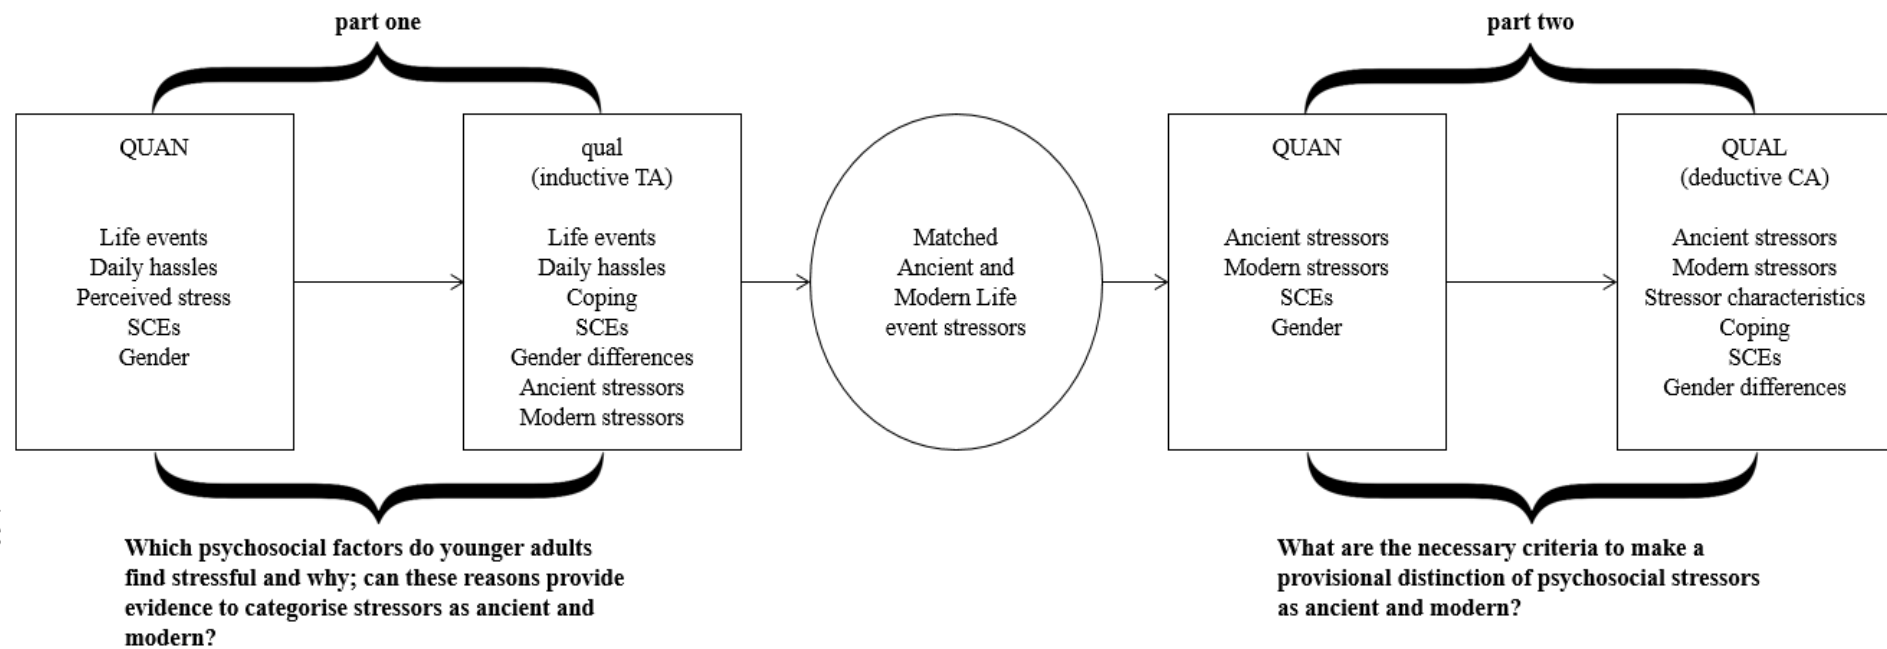 part one
QUAN
Life events
Daily hassles
Perceived stress
SCEs
Gender
qual
(inductive TA)
Life events
Daily hassles
Coping
SCEs
Gender differences
Ancient stressors
Modern stressors
Which psychosocial factors do younger adults
find stressful and why; can these reasons provide
evidence to categorise stressors as ancient and
modern?
Matched
Ancient and
Modern Life
event stressors
part two
QUAN
Ancient stressors
Modern stressors
SCEs
Gender
QUAL
(deductive CA)
Ancient stressors
Modern stressors
Stressor characteristics
Coping
SCEs
Gender differences
What are the necessary criteria to make a
provisional distinction of psychosocial stressors
as ancient and modern?